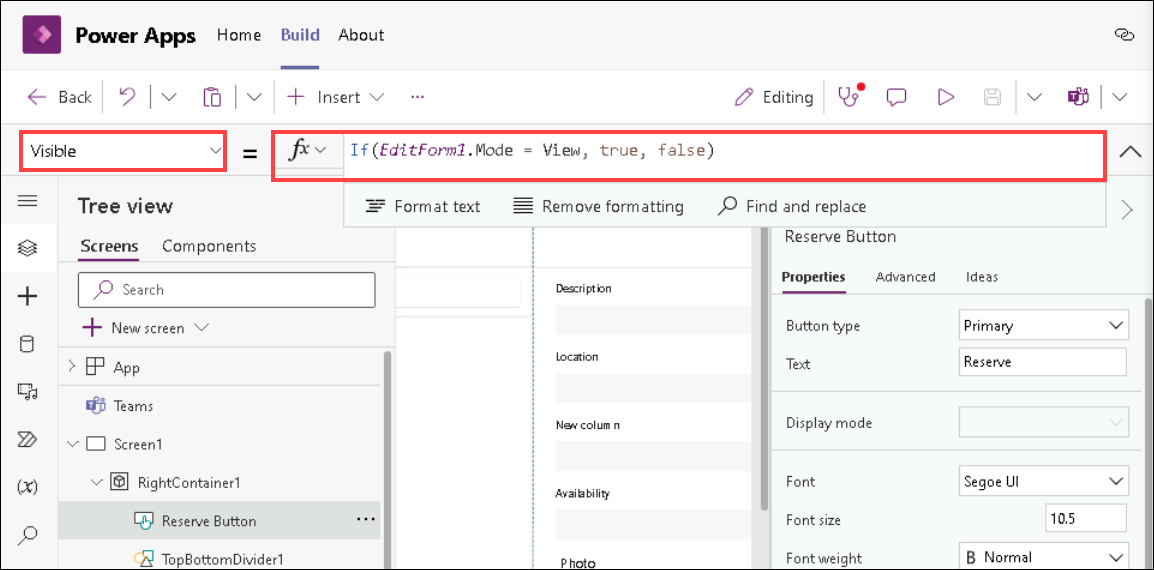 Power Apps Home Build About
Back Insert ... Editing
Visible = fx If(EditForm1.Mode = View, true, false)
Format text Remove formatting Find and replace
Tree view
Screens Components
Search
New screen
App
Teams
Screen1
RightContainer1
Reserve Button ...
TopBottomDivider1
(x)
Description
Location
New column
Availability
Photo
Reserve Button
Properties Advanced Ideas
Button type Primary
Text Reserve
Display mode
Font Segoe UI
Font size 10.5
Font weight B Normal